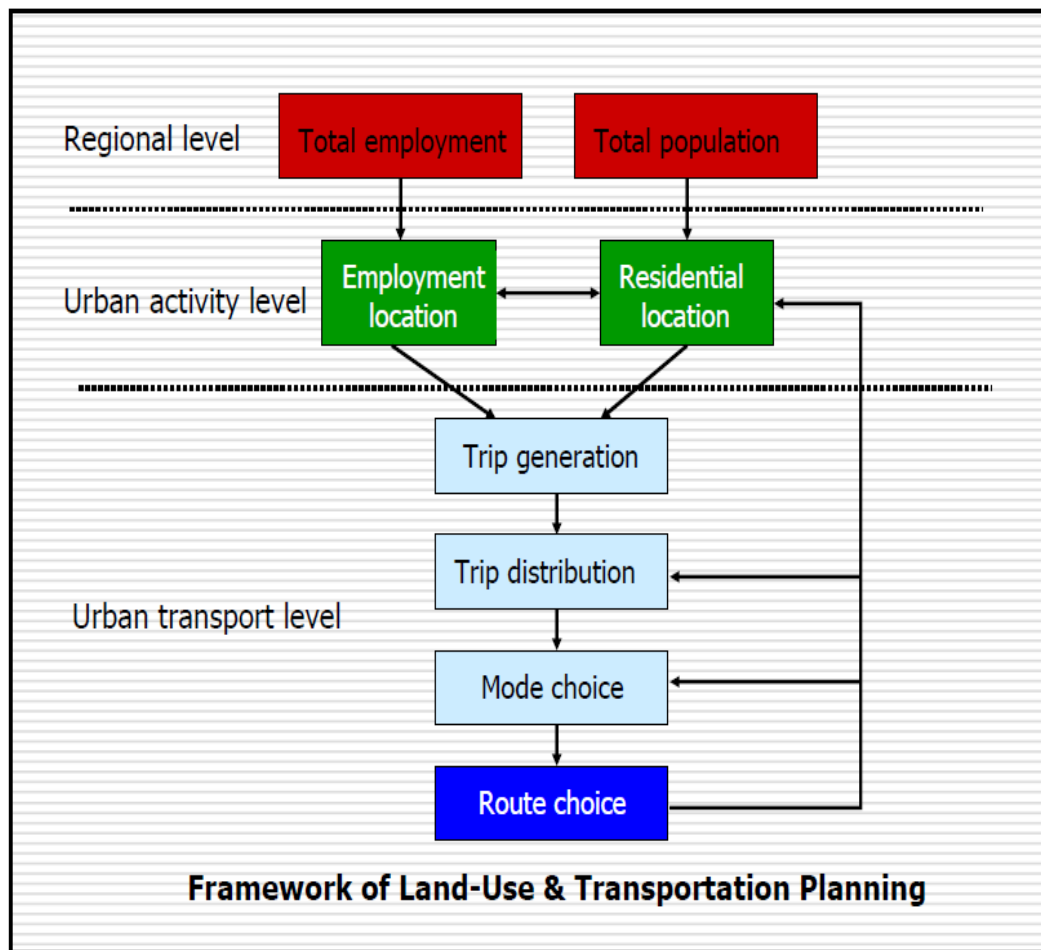 Regional level
Total employment
Total population
Urban activity level
Employment
location
Residential
location
Trip generation
Trip distribution
Urban transport level
Mode choice
Route choice
Framework of Land-Use & Transportation Planning